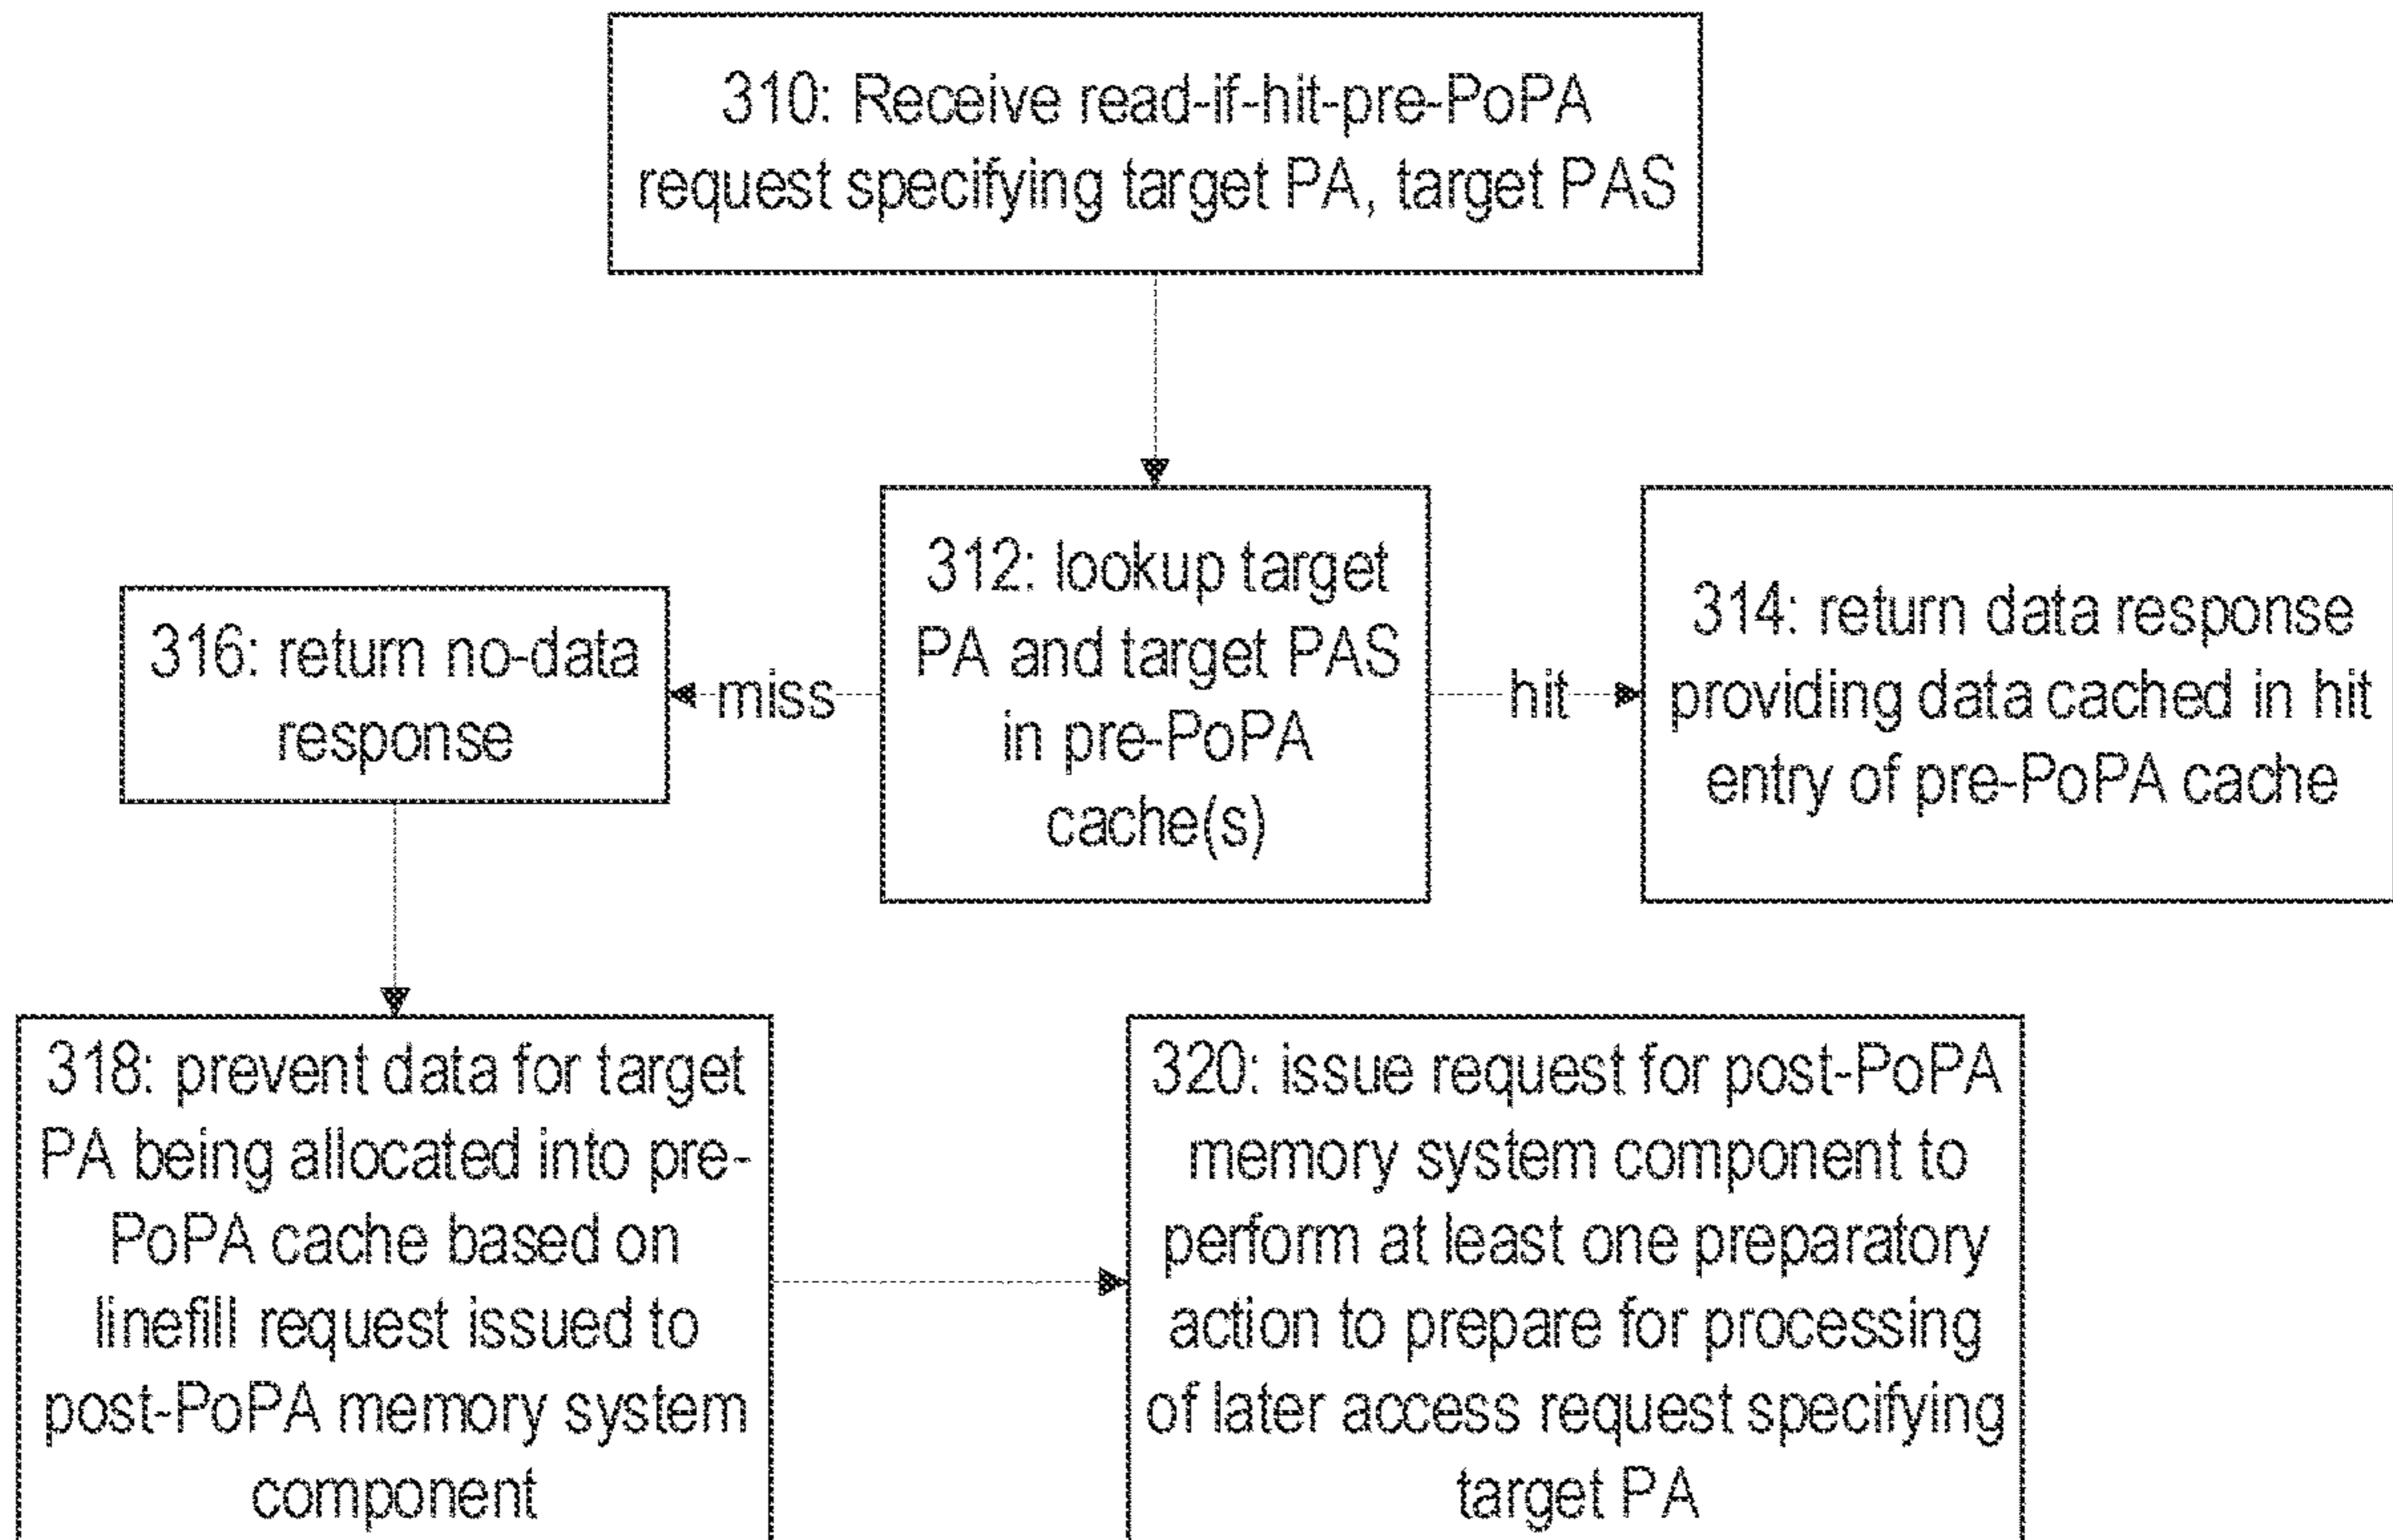 310: Receive read-if-hit-pre-PoPA
request specifying target PA, target PAS
312: lookup target
PA and target PAS
in pre-PoPA
cache(s)
miss
hit
314: return data response
providing data cached in hit
entry of pre-PoPA cache
316: return no-data
response
318: prevent data for target
PA being allocated into pre-
PoPA cache based on
linefill request issued to
post-PoPA memory system
component
320: issue request for post-PoPA
memory system component to
perform at least one preparatory
action to prepare for processing
of later access request specifying
target PA